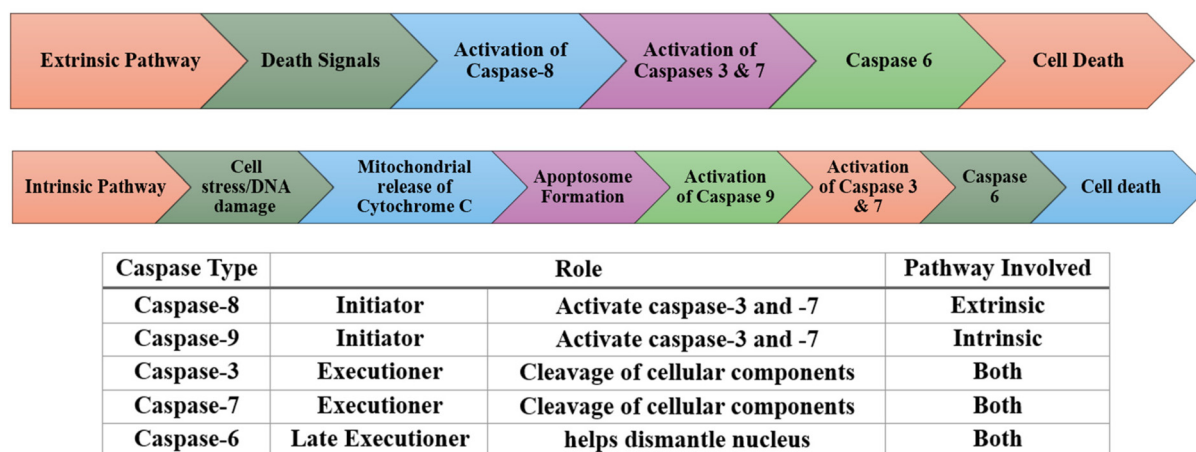 Extrinsic Pathway
Death Signals
Activation of
Caspase-8
Activation of
Caspases 3 & 7
Caspase 6
Cell Death
Intrinsic Pathway
Cell
stress/DNA
damage
Mitochondrial
release of
Cytochrome C
Apoptosome
Formation
Activation
of Caspase 9
Activation
of Caspase 3
& 7
Caspase
6
Cell death
Caspase Type Role Pathway Involved
Caspase-8 Initiator Activate caspase-3 and -7 Extrinsic
Caspase-9 Initiator Activate caspase-3 and -7 Intrinsic
Caspase-3 Executioner Cleavage of cellular components Both
Caspase-7 Executioner Cleavage of cellular components Both
Caspase-6 Late Executioner helps dismantle nucleus Both